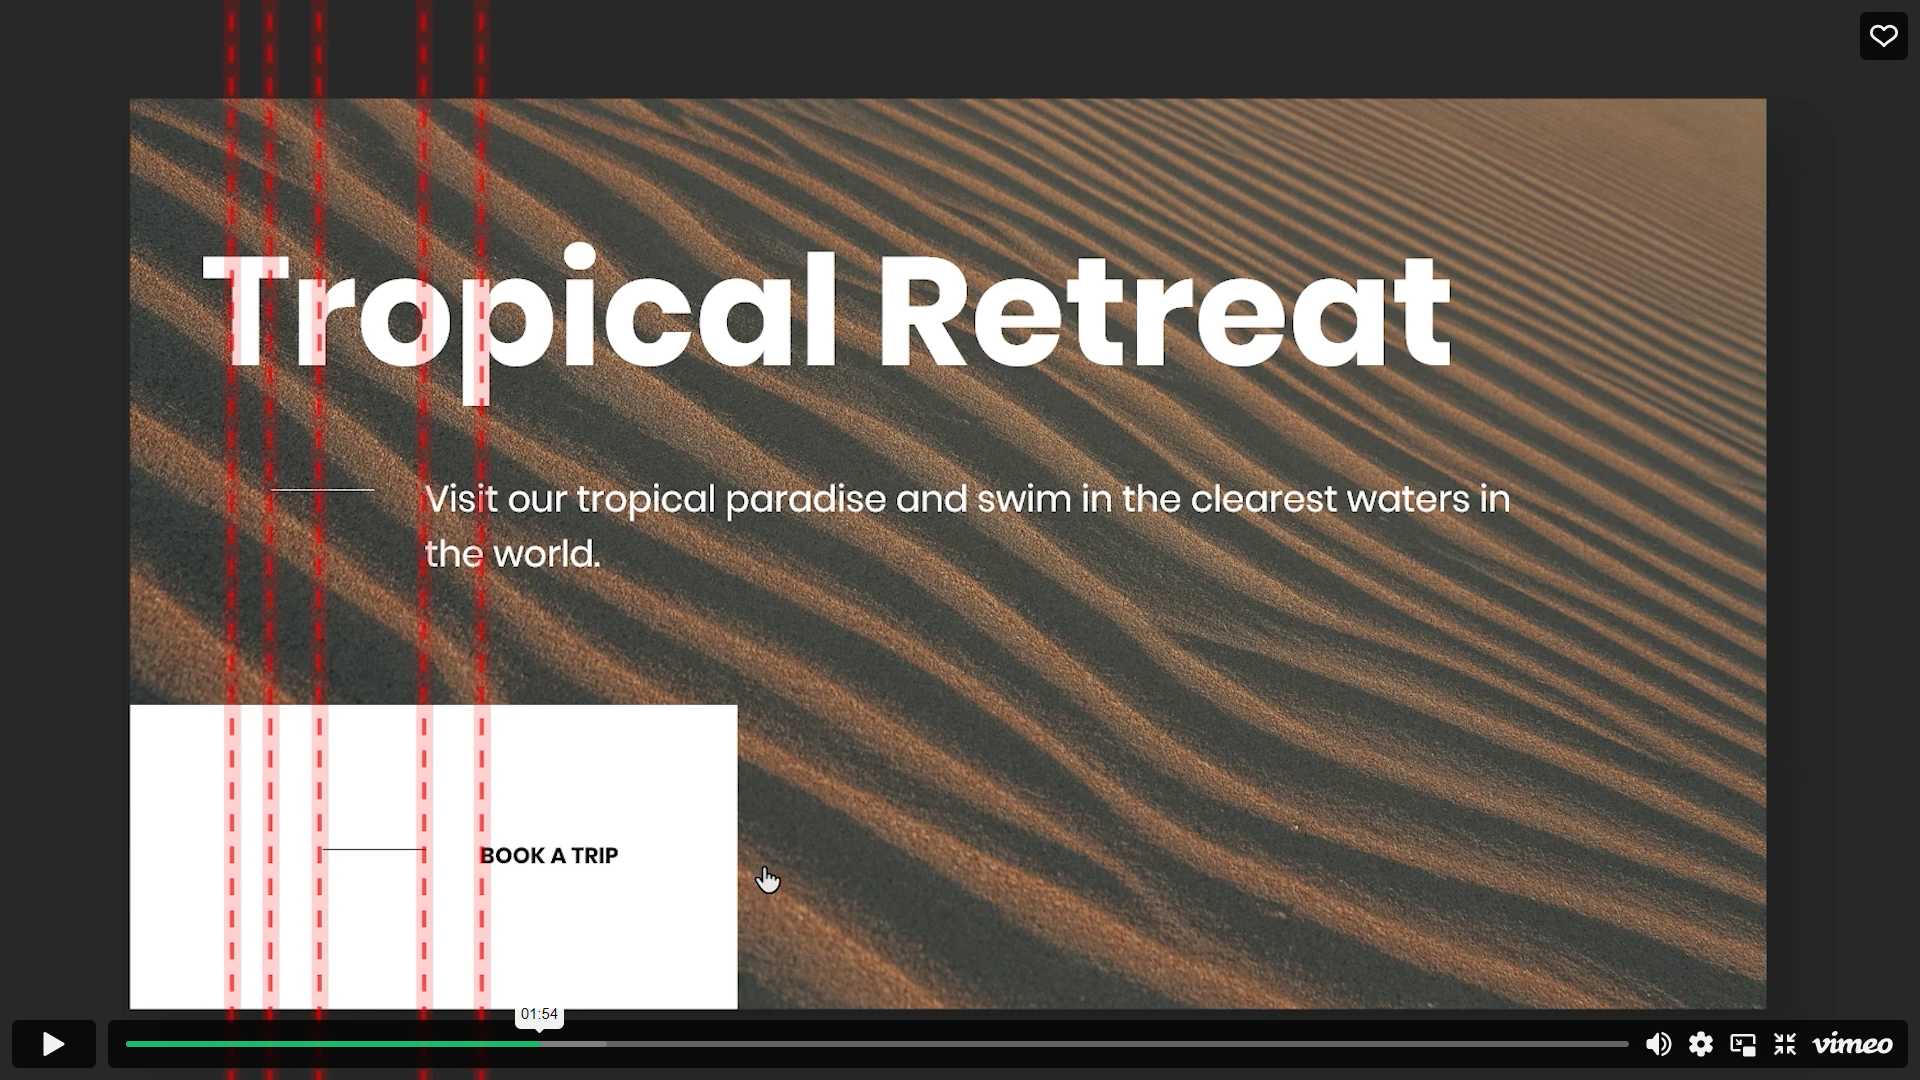 Tropical Retreat
Visit our tropical paradise and swim in the clearest waters in
the world.
BOOK A TRIP
01:54
vimeo